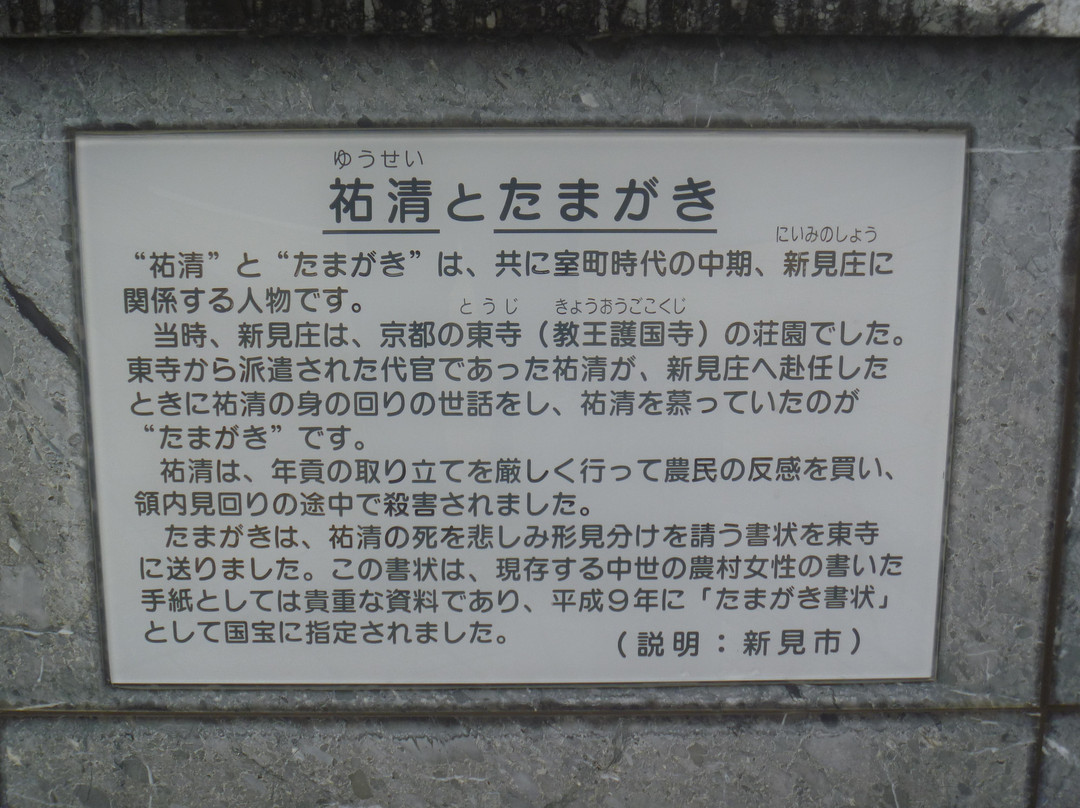 ゆうせい
祐清とたまがき
にいみのしょう
“祐清”と“たまがき”は、共に室町時代の中期、新見庄に
関係する人物です。
とうじ きょうおうごこくじ
当時、新見庄は、京都の東寺（教王護国寺）の荘園でした。
東寺から派遣された代官であった祐清が、新見庄へ赴任した
ときに祐清の身の回りの世話をし、祐清を慕っていたのが
“たまがき”です。
祐清は、年貢の取り立てを厳しく行って農民の反感を買い、
領内見回りの途中で殺害されました。
たまがきは、祐清の死を悲しみ形見分けを請う書状を東寺
に送りました。この書状は、現存する中世の農村女性の書いた
手紙としては貴重な資料であり、平成９年に「たまがき書状」
として国宝に指定されました。
（説明：新見市）